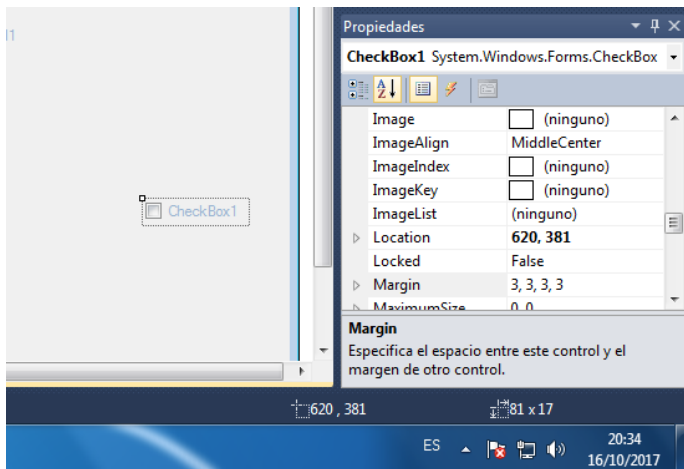 l1
CheckBox1
Propiedades
CheckBox1 System.Windows.Forms.CheckBox
Image (ninguno)
ImageAlign MiddleCenter
ImageIndex (ninguno)
ImageKey (ninguno)
ImageList (ninguno)
Location 620, 381
Locked False
Margin 3, 3, 3, 3
MaximumSize 0, 0
Margin
Especifica el espacio entre este control y el
margen de otro control.
620 , 381 81 x 17
ES 20:34
16/10/2017